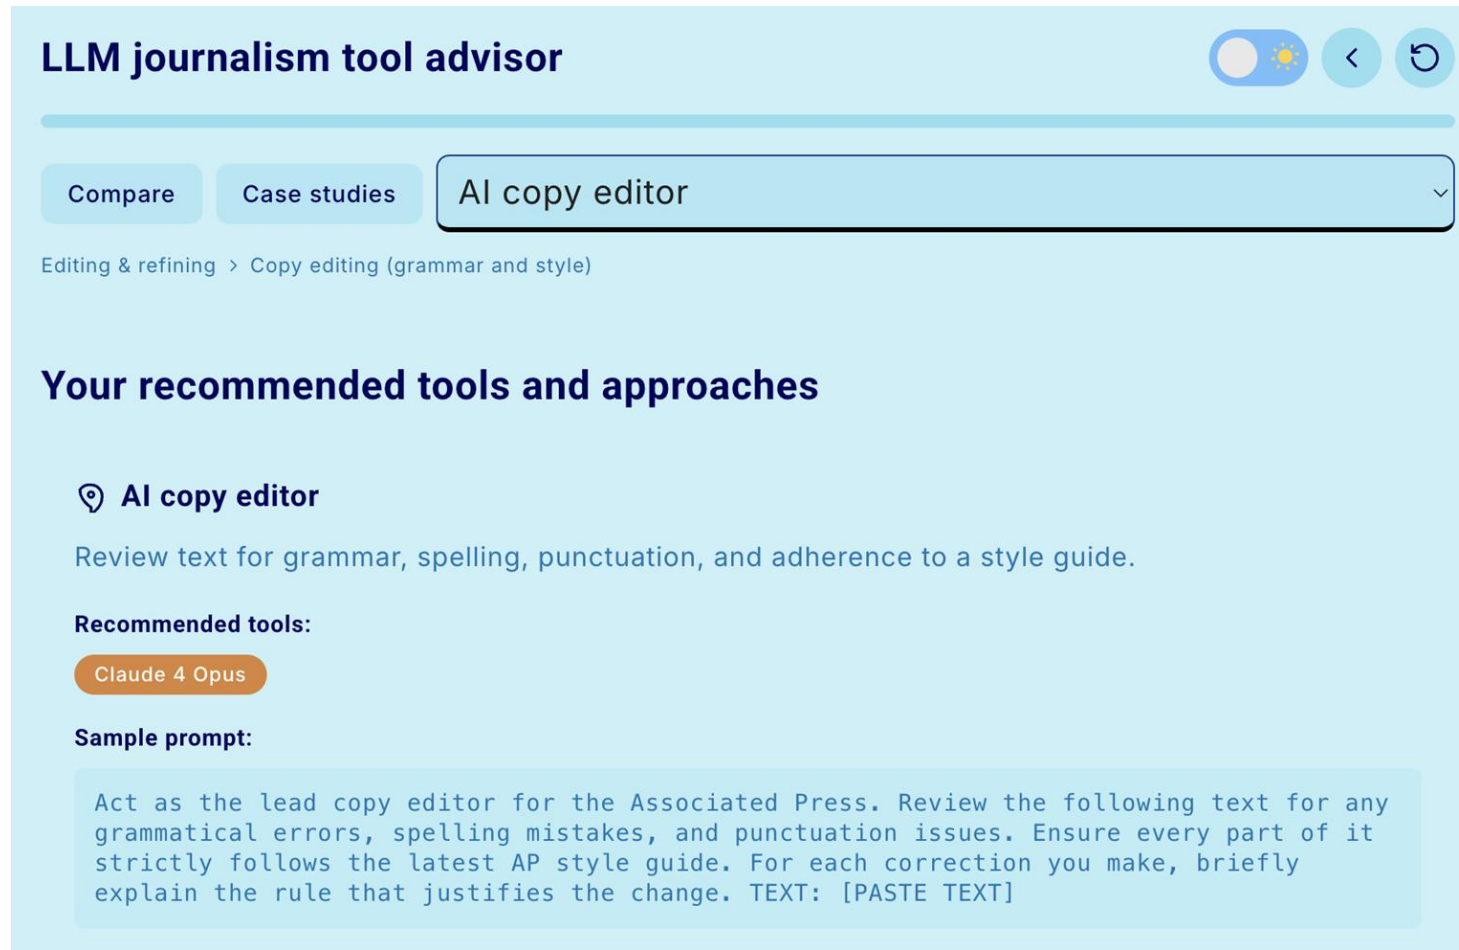 LLM journalism tool advisor
Compare
Case studies
AI copy editor
Editing & refining > Copy editing (grammar and style)
Your recommended tools and approaches
AI copy editor
Review text for grammar, spelling, punctuation, and adherence to a style guide.
Recommended tools:
Claude 4 Opus
Sample prompt:
Act as the lead copy editor for the Associated Press. Review the following text for any
grammatical errors, spelling mistakes, and punctuation issues. Ensure every part of it
strictly follows the latest AP style guide. For each correction you make, briefly
explain the rule that justifies the change. TEXT: [PASTE TEXT]